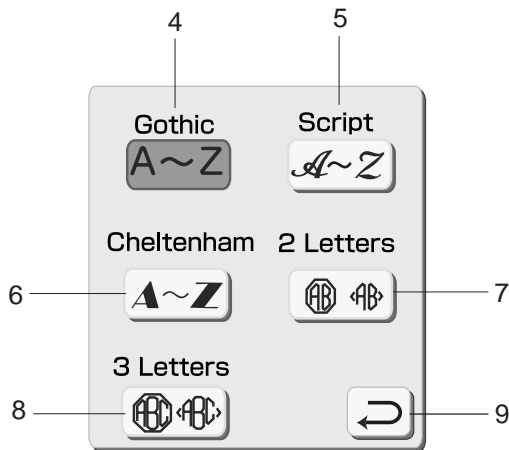 4 5
Gothic Script
A~Z A~Z
Cheltenham 2 Letters
6 A~Z AB <AB> 7
3 Letters
8 ABC <ABC> 9